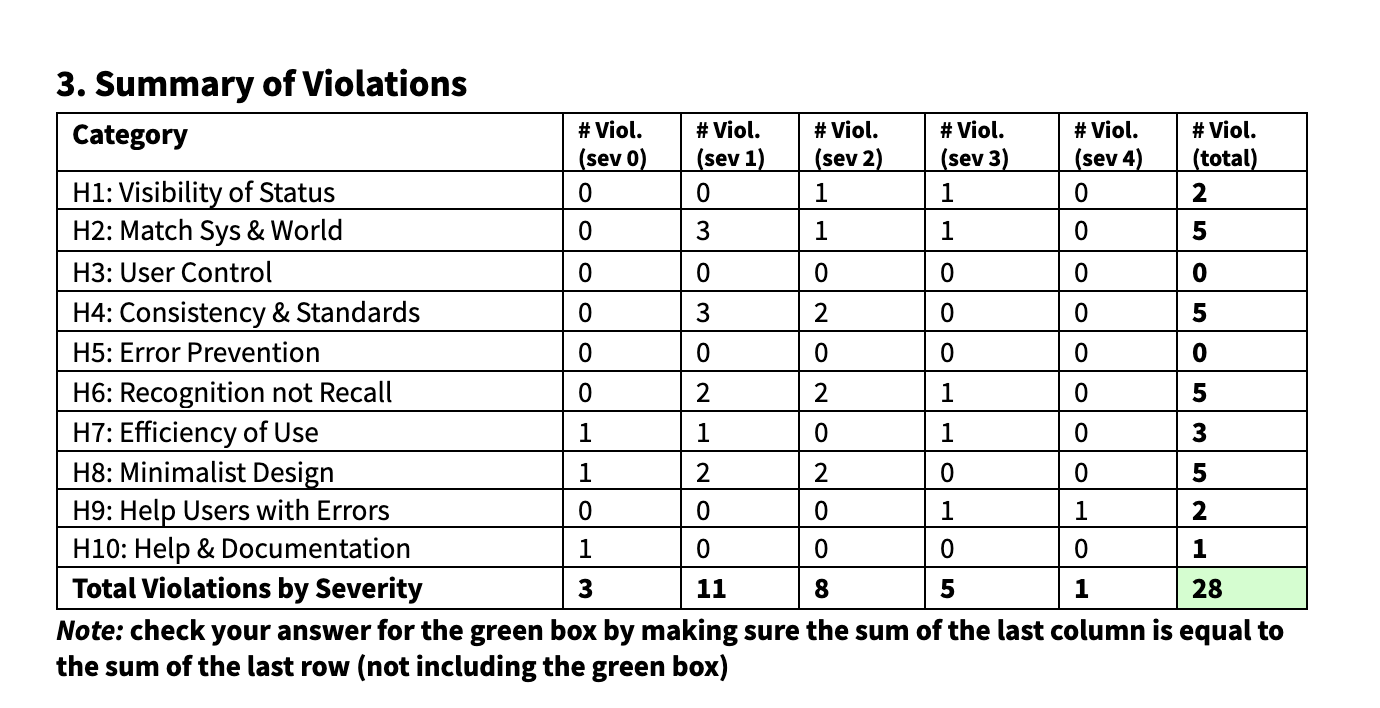 3. Summary of Violations
Category # Viol. (sev 0) # Viol. (sev 1) # Viol. (sev 2) # Viol. (sev 3) # Viol. (sev 4) # Viol. (total)
H1: Visibility of Status 0 0 1 1 0 2
H2: Match Sys & World 0 3 1 1 0 5
H3: User Control 0 0 0 0 0 0
H4: Consistency & Standards 0 3 2 0 0 5
H5: Error Prevention 0 0 0 0 0 0
H6: Recognition not Recall 0 2 2 1 0 5
H7: Efficiency of Use 1 1 0 1 0 3
H8: Minimalist Design 1 2 2 0 0 5
H9: Help Users with Errors 0 0 0 1 1 2
H10: Help & Documentation 1 0 0 0 0 1
Total Violations by Severity 3 11 8 5 1 28
Note: check your answer for the green box by making sure the sum of the last column is equal to
the sum of the last row (not including the green box)